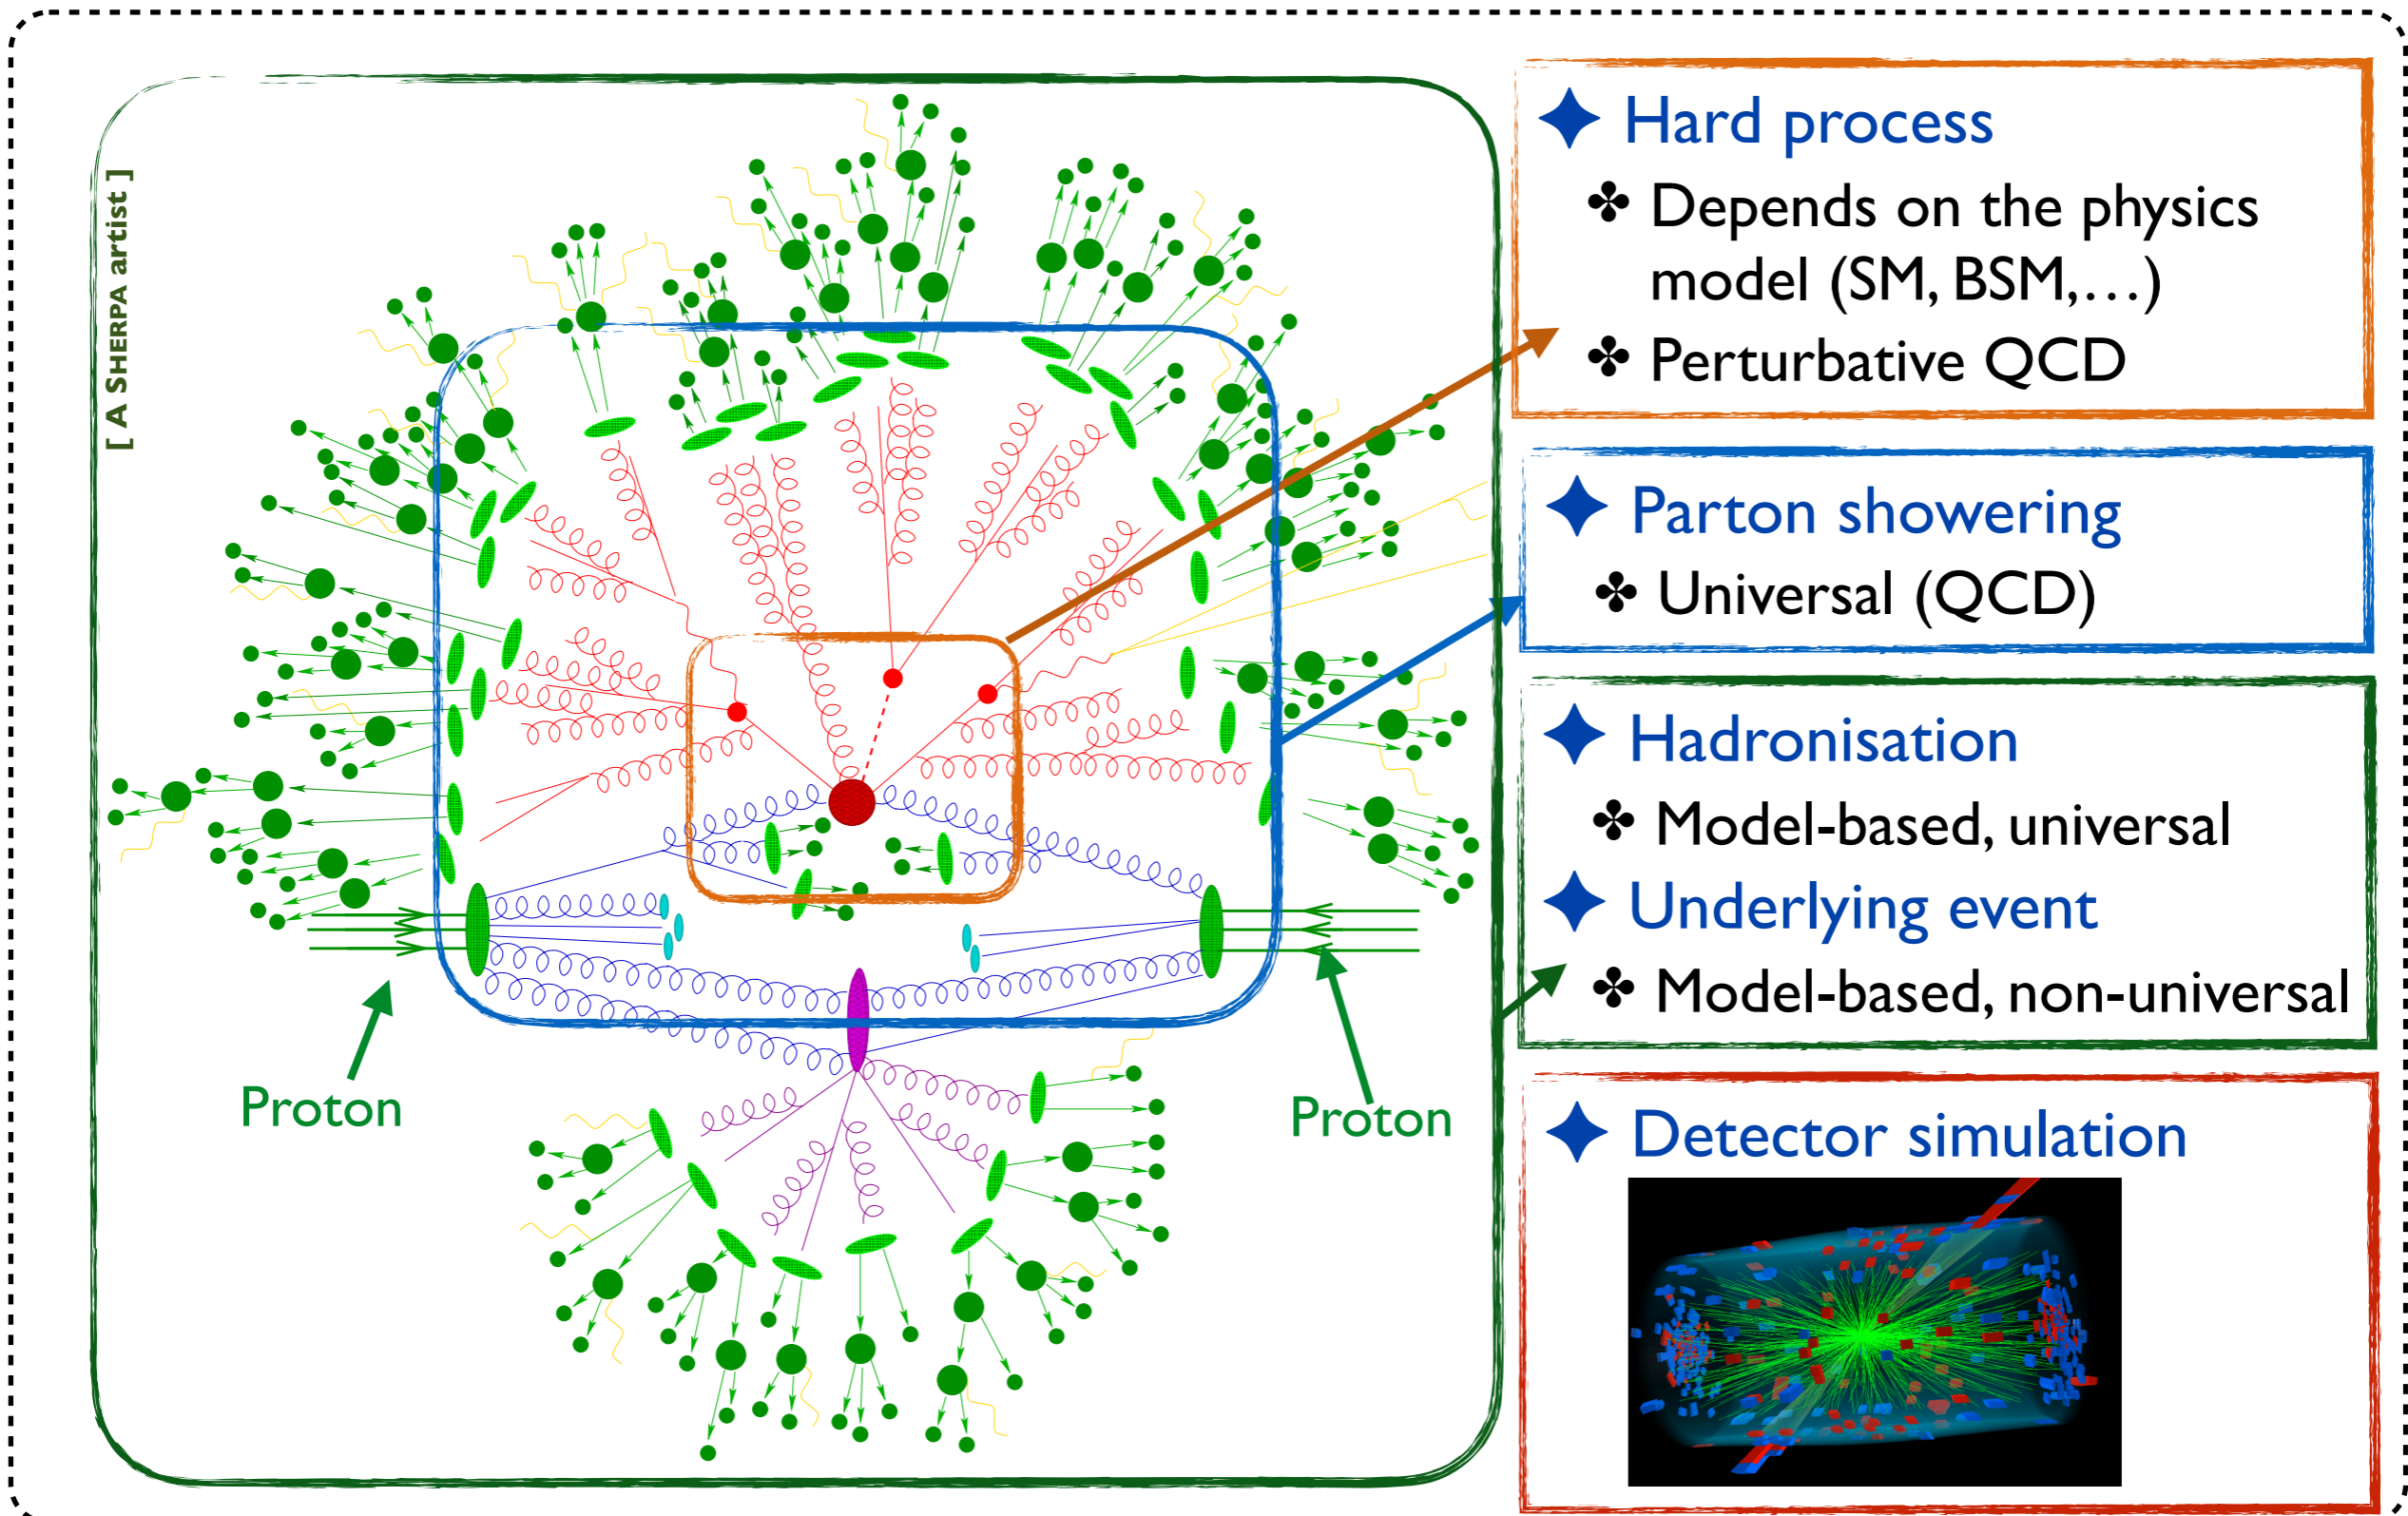 [ A SHERPA artist ]
Proton
Proton
✦ Hard process
✤ Depends on the physics
model (SM, BSM,…)
✤ Perturbative QCD
✦ Parton showering
✤ Universal (QCD)
✦ Hadronisation
✤ Model-based, universal
✦ Underlying event
✤ Model-based, non-universal
✦ Detector simulation